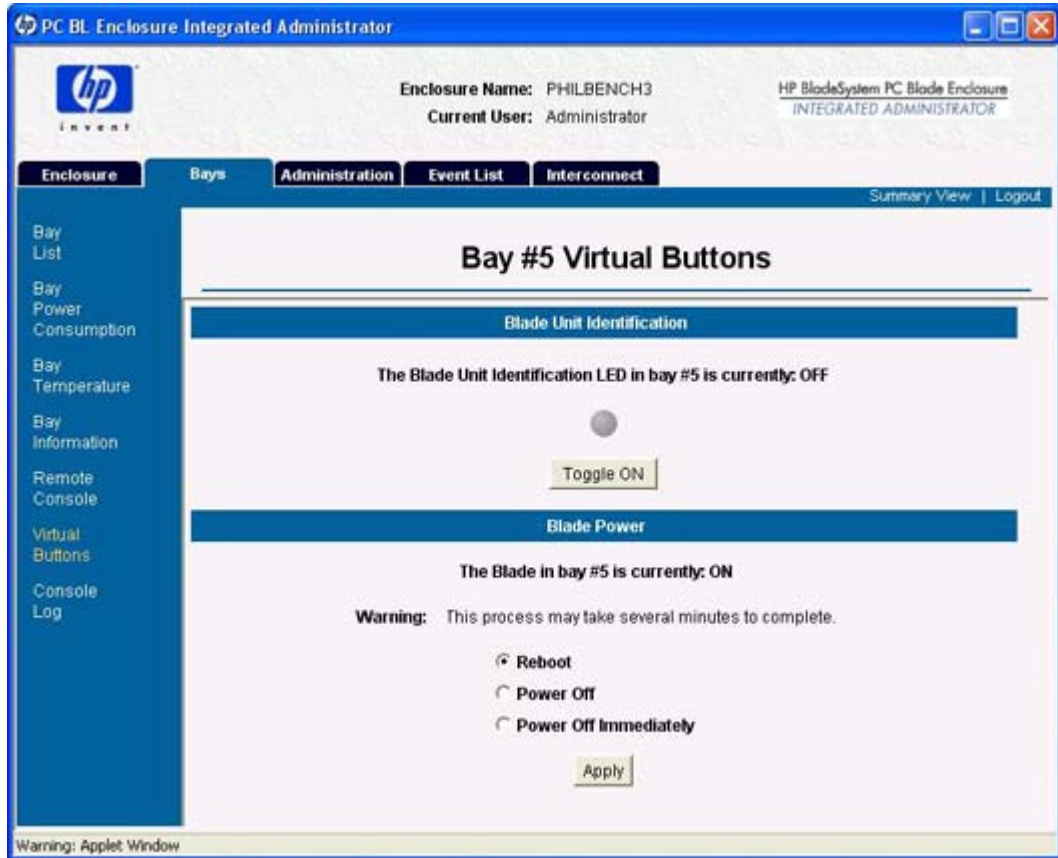 PC BL Enclosure Integrated Administrator
hp
invent
Enclosure Name: PHILBENCH3
Current User: Administrator
HP BladeSystem PC Blade Enclosure
INTEGRATED ADMINISTRATOR
Enclosure Bays Administration Event List Interconnect
Summary View | Logout
Bay
List
Bay
Power
Consumption
Bay
Temperature
Bay
Information
Remote
Console
Virtual
Buttons
Console
Log
Bay #5 Virtual Buttons
Blade Unit Identification
The Blade Unit Identification LED in bay #5 is currently: OFF
Toggle ON
Blade Power
The Blade in bay #5 is currently: ON
Warning: This process may take several minutes to complete.
Reboot
Power Off
Power Off Immediately
Apply
Warning: Applet Window